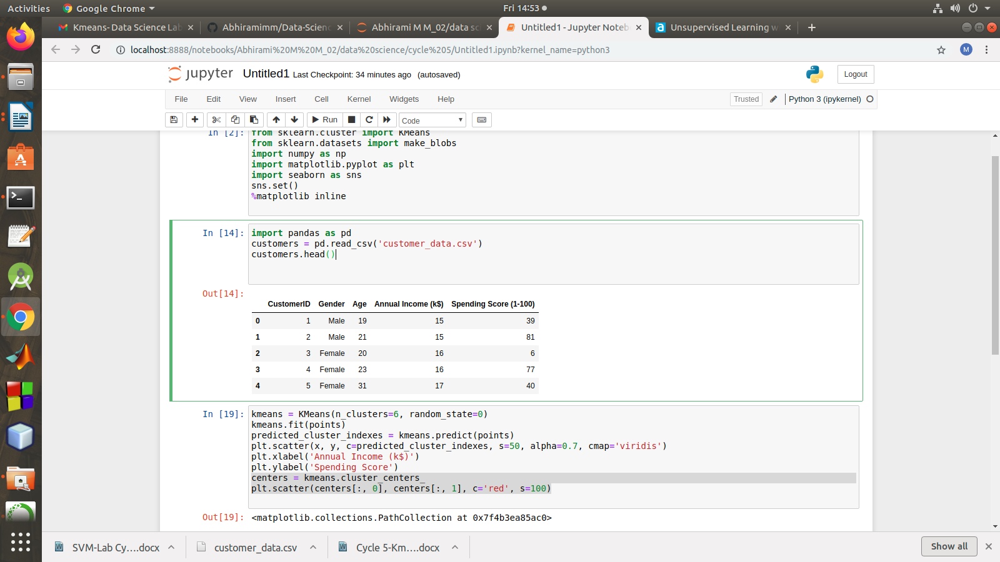 Activities
Google Chrome
Fri 14:53
Kmeans- Data Science Lab
Abhiramimm/Data-Scienc
Abhirami M M_02/data sci
Untitled1 - Jupyter Noteb
Unsupervised Learning w
localhost:8888/notebooks/Abhirami%20M%20M_02/data%20science/cycle%205/Untitled1.ipynb?kernel_name=python3
M
jupyter Untitled1 Last Checkpoint: 34 minutes ago (autosaved)
Logout
File Edit View Insert Cell Kernel Widgets Help
Trusted
Python 3 (ipykernel)
Run
Code
In [2]: from sklearn.cluster import KMeans
from sklearn.datasets import make_blobs
import numpy as np
import matplotlib.pyplot as plt
import seaborn as sns
sns.set()
%matplotlib inline
In [14]: import pandas as pd
customers = pd.read_csv('customer_data.csv')
customers.head()
Out[14]:
CustomerID Gender Age Annual Income (k$) Spending Score (1-100)
0 1 Male 19 15 39
1 2 Male 21 15 81
2 3 Female 20 16 6
3 4 Female 23 16 77
4 5 Female 31 17 40
In [19]: kmeans = KMeans(n_clusters=6, random_state=0)
kmeans.fit(points)
predicted_cluster_indexes = kmeans.predict(points)
plt.scatter(x, y, c=predicted_cluster_indexes, s=50, alpha=0.7, cmap='viridis')
plt.xlabel('Annual Income (k$)')
plt.ylabel('Spending Score')
centers = kmeans.cluster_centers_
plt.scatter(centers[:, 0], centers[:, 1], c='red', s=100)
Out[19]: <matplotlib.collections.PathCollection at 0x7f4b3ea85ac0>
SVM-Lab Cy....docx
customer_data.csv
Cycle 5-Km....docx
Show all